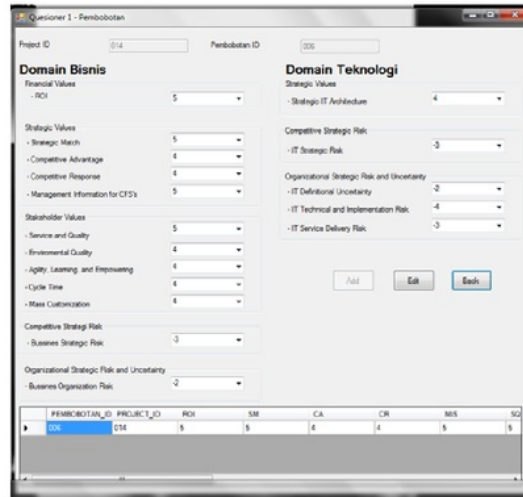 Quesioner 1 - Pembobotan
Project ID 014 Pembobotan ID 006
Domain Bisnis
Financial Values
- ROI 5
Strategic Values
- Strategic Match 5
- Competitive Advantage 4
- Competitive Response 4
- Management Information for CFS's 5
Stakeholder Values
- Service and Quality 5
- Enviromental Quality 4
- Agility, Learning, and Empowering 4
- Cycle Time 4
- Mass Customization 4
Competitive Strategi Risk
- Bussines Strategic Risk -3
Organizational Strategic Risk and Uncertainty
- Bussines Organization Risk -2
Domain Teknologi
Strategic Values
- Strategic IT Architecture 4
Competitive Strategic Risk
- IT Strategic Risk -3
Organizational Strategic Risk and Uncertainty
- IT Definitional Uncertainty -2
- IT Technical and Implementation Risk -4
- IT Service Delivery Risk -3
Add Edit Back
PEMBOBOTAN_ID PROJECT_ID ROI SM CA CR MIS SQ
006 014 5 5 4 4 5 5